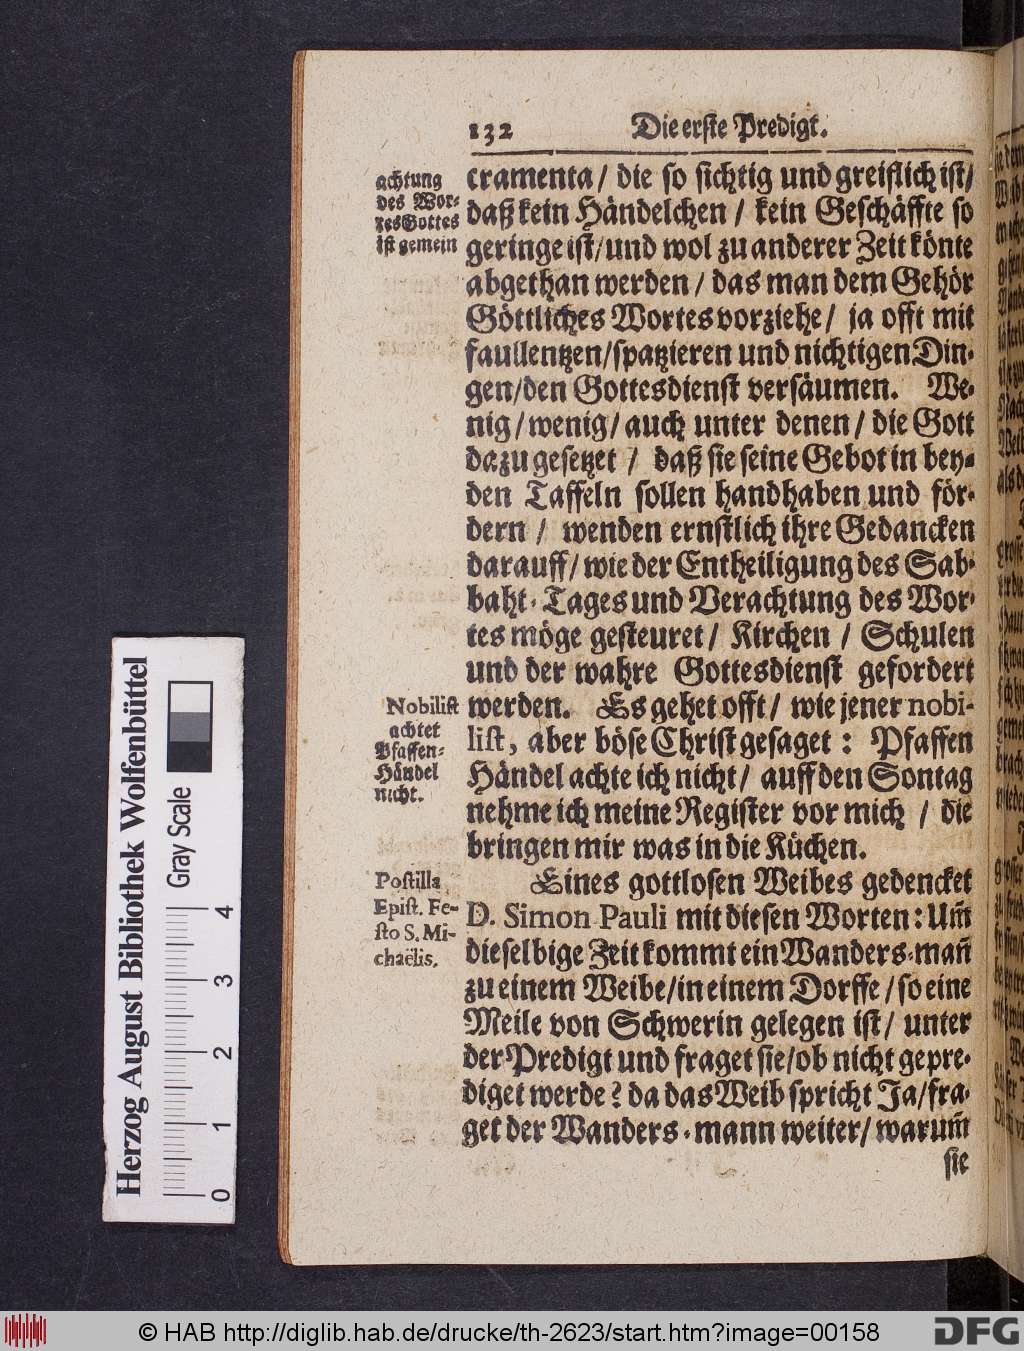 132 Die erste Predigt.
achtung
des Wor-
tes Gottes
ist gemein
cramenta / die so sichtig und greiflich ist /
daß kein Händelchen / kein Geschäffte so
geringe ist / und wol zu anderer Zeit könte
abgethan werden / das man dem Gehör
Göttliches Wortes vorziehe / ja offt mit
faullentzen / spatzieren und nichtigen Din-
gen / den Gottesdienst versäumen. We-
nig / wenig / auch unter denen / die Gott
dazu gesetzet / daß sie seine Gebot in bey-
den Taffeln sollen handhaben und för-
dern / wenden ernstlich ihre Gedancken
darauff / wie der Entheiligung des Sab-
baht-Tages und Verachtung des Wor-
tes möge gesteuret / Kirchen / Schulen
und der wahre Gottesdienst gefordert
Nobilist
achtet
Pfaffen-
Händel
nicht.
werden. Es gehet offt / wie jener nobi-
list, aber böse Christ gesaget : Pfaffen
Händel achte ich nicht / auff den Sontag
nehme ich meine Register vor mich / die
bringen mir was in die Küchen.
Postilla
Epist. Fe-
sto S. Mi-
chaëlis.
Eines gottlosen Weibes gedencket
D. Simon Pauli mit diesen Worten: Um̃
dieselbige Zeit kommt ein Wanders-mañ
zu einem Weibe / in einem Dorffe / so eine
Meile von Schwerin gelegen ist / unter
der Predigt und fraget sie / ob nicht gepre-
diget werde? da das Weib spricht Ja / fra-
get der Wanders-mann weiter / warum̃
sie
Herzog August Bibliothek Wolfenbüttel
Gray Scale
0 1 2 3 4
© HAB http://diglib.hab.de/drucke/th-2623/start.htm?image=00158
DFG